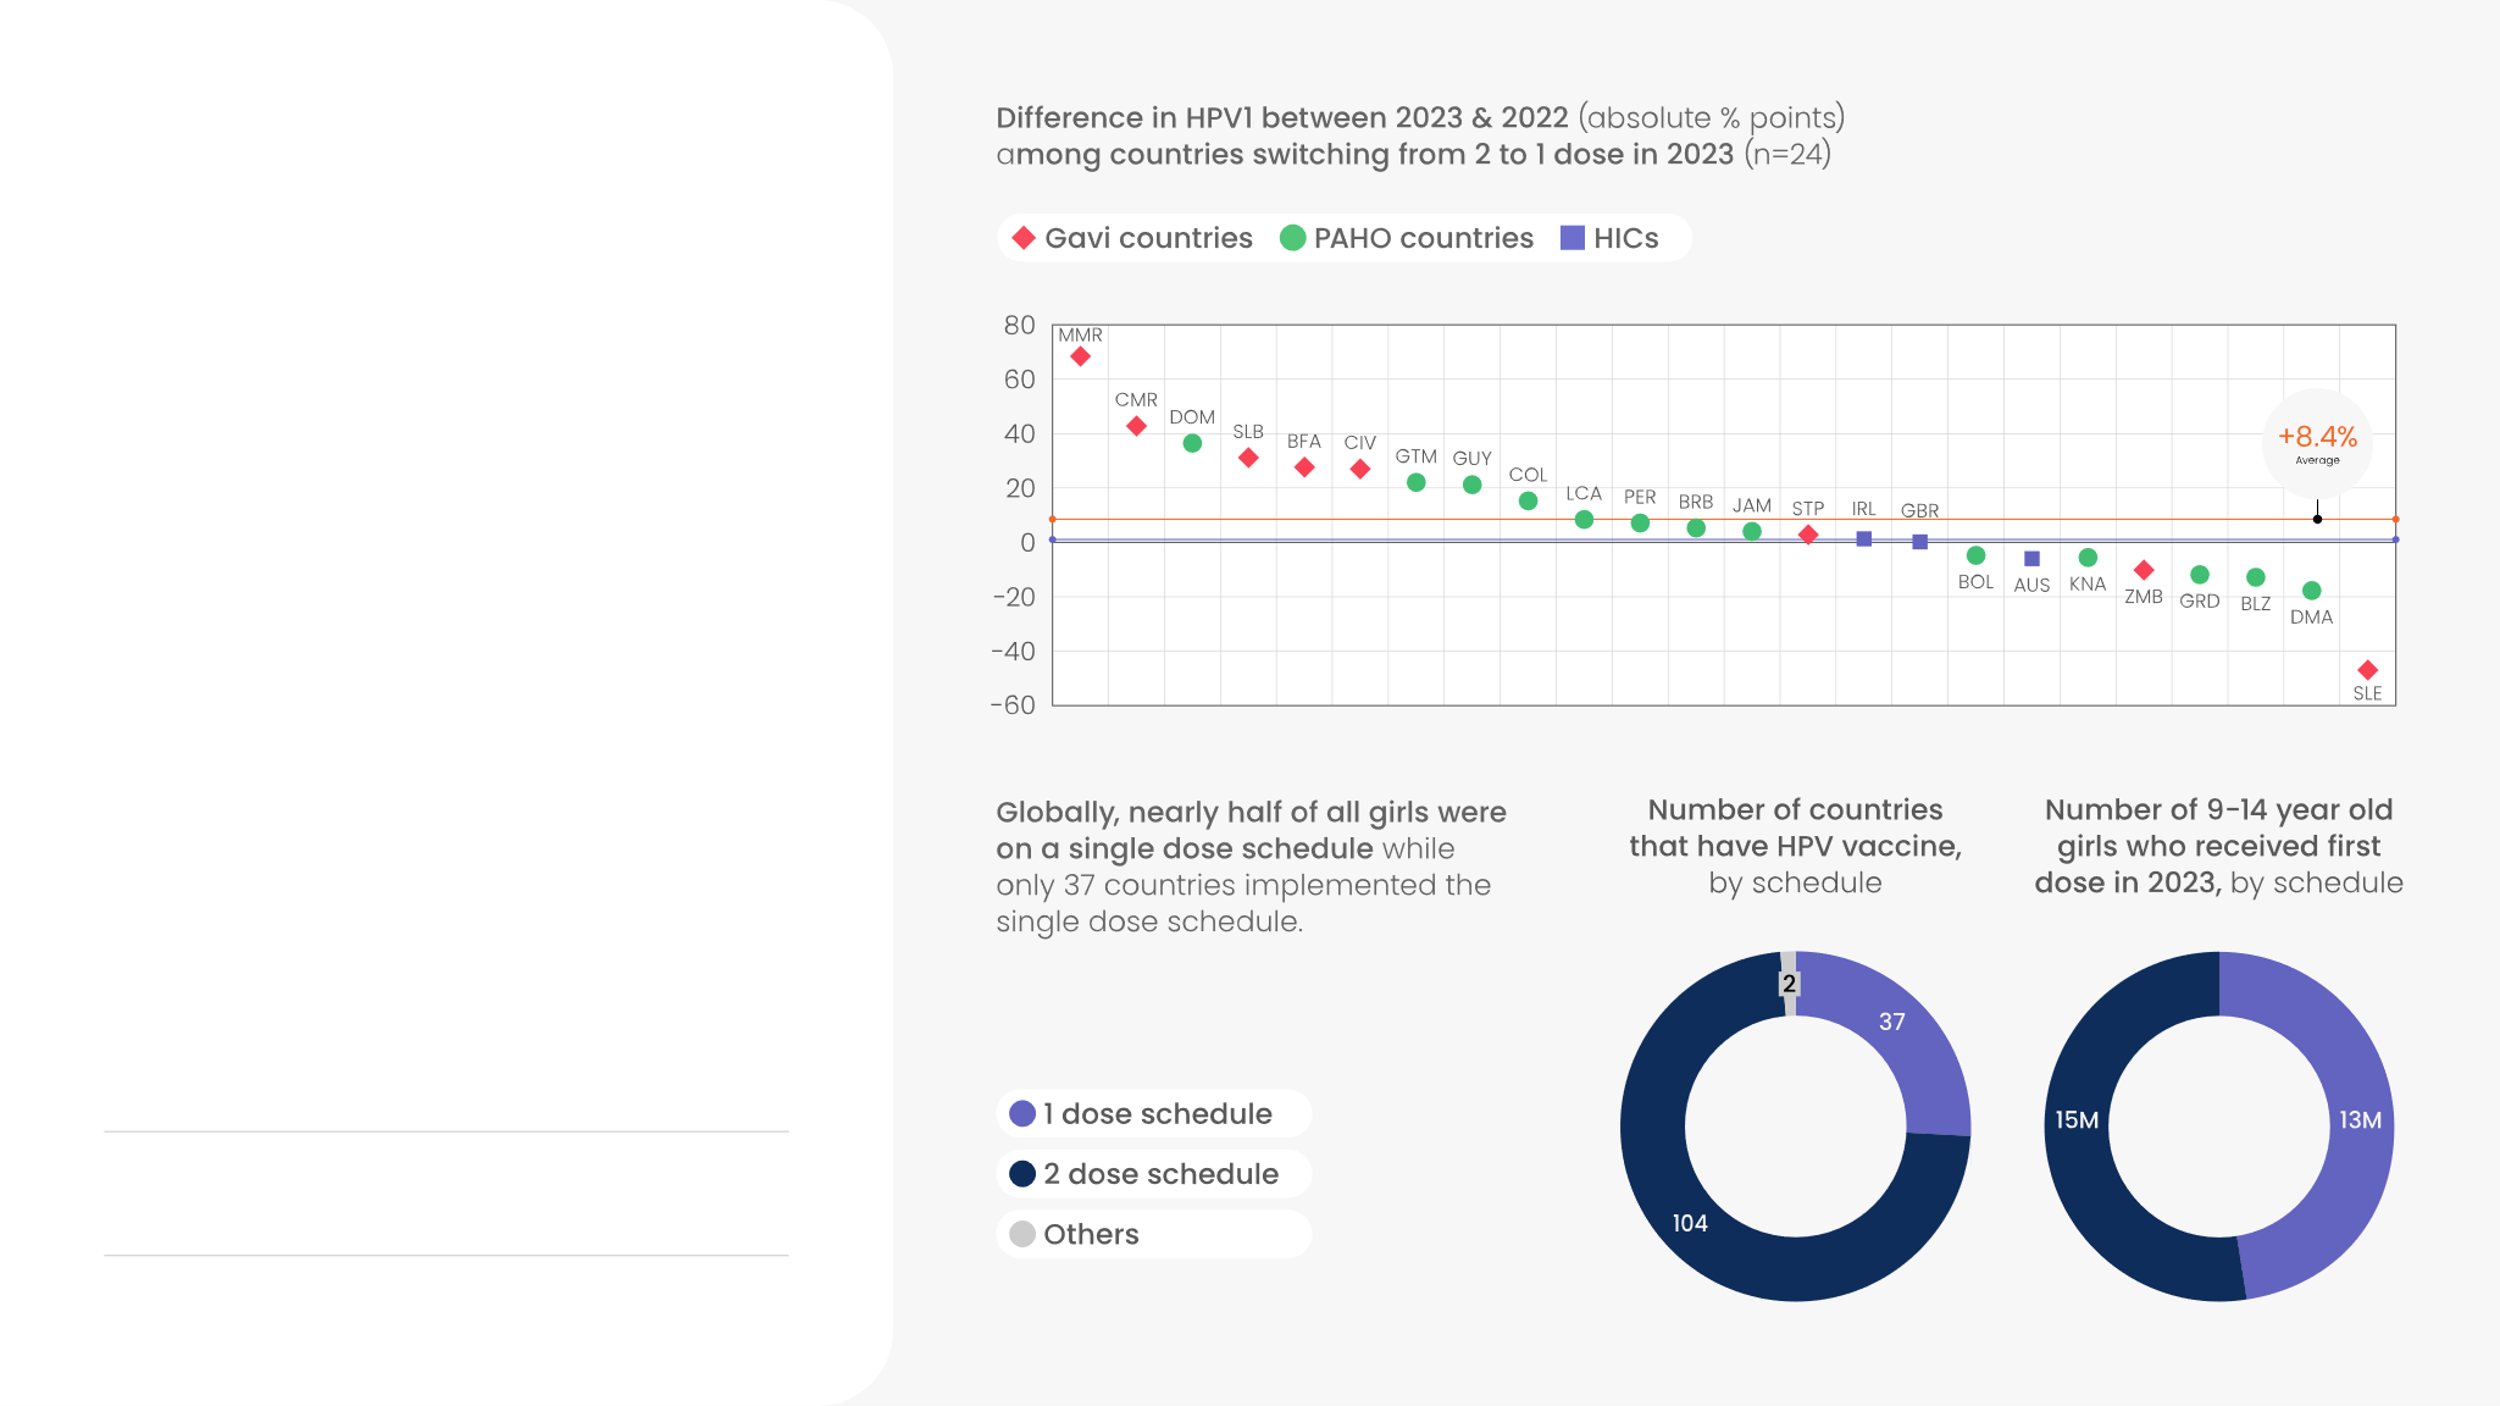 Difference in HPV1 between 2023 & 2022 (absolute % points)
among countries switching from 2 to 1 dose in 2023 (n=24)
Gavi countries PAHO countries HICs
80
60
40
20
0
-20
-40
-60
MMR
CMR
DOM
SLB
BFA
CIV
GTM
GUY
COL
LCA
PER
BRB
JAM
STP
IRL
GBR
BOL
AUS
KNA
ZMB
GRD
BLZ
DMA
SLE
+8.4%
Average
Globally, nearly half of all girls were
on a single dose schedule while
only 37 countries implemented the
single dose schedule.
1 dose schedule
2 dose schedule
Others
Number of countries
that have HPV vaccine,
by schedule
2
37
104
Number of 9-14 year old
girls who received first
dose in 2023, by schedule
15M
13M